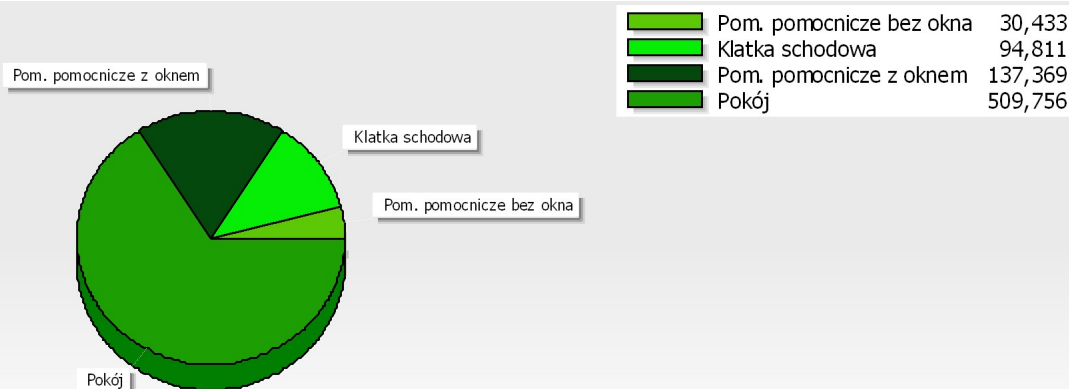 Pom. pomocnicze bez okna 30,433
Klatka schodowa 94,811
Pom. pomocnicze z oknem 137,369
Pokój 509,756
Pom. pomocnicze z oknem
Klatka schodowa
Pom. pomocnicze bez okna
Pokój